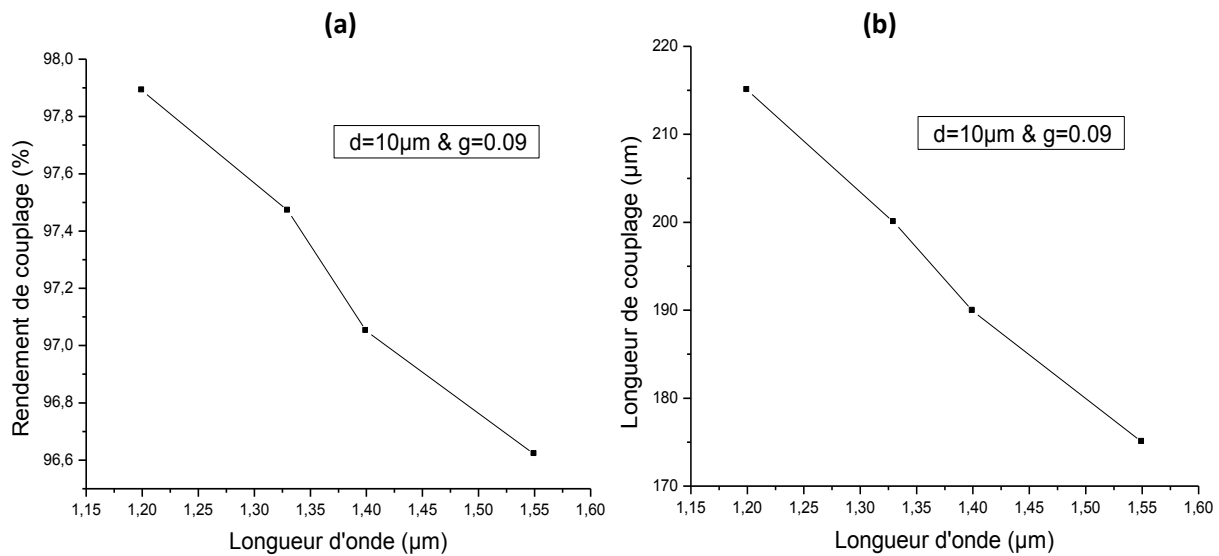 (a)
98,0
97,8
97,6
97,4
97,2
97,0
96,8
96,6
Rendement de couplage (%)
d=10µm & g=0.09
1,15 1,20 1,25 1,30 1,35 1,40 1,45 1,50 1,55 1,60
Longueur d'onde (µm)
(b)
220
210
200
190
180
170
Longueur de couplage (µm)
d=10µm & g=0.09
1,15 1,20 1,25 1,30 1,35 1,40 1,45 1,50 1,55 1,60
Longueur d'onde (µm)